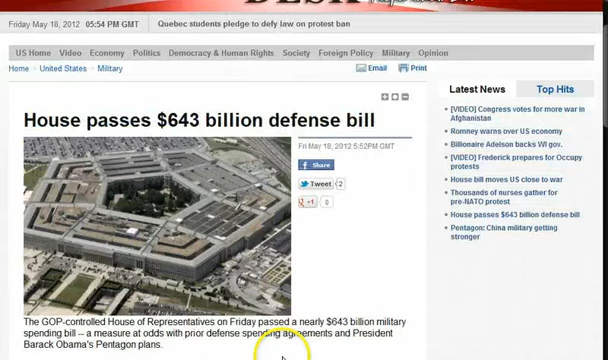 DESK
Friday May 18, 2012 05:54 PM GMT
Quebec students pledge to defy law on protest ban
US Home Video Economy Politics Democracy & Human Rights Society Foreign Policy Military Opinion
Home > United States > Military
Email Print
House passes $643 billion defense bill
Fri May 18, 2012 5:52PM GMT
f Share
Tweet 2
g +1 0
The GOP-controlled House of Representatives on Friday passed a nearly $643 billion military
spending bill -- a measure at odds with prior defense spending agreements and President
Barack Obama's Pentagon plans.
Latest News Top Hits
[VIDEO] Congress votes for more war in
Afghanistan
Romney warns over US economy
Billionaire Adelson backs WI gov.
[VIDEO] Frederick prepares for Occupy
protests
House bill moves US close to war
Thousands of nurses gather for
pre-NATO protest
House passes $643 billion defense bill
Pentagon: China military getting
stronger